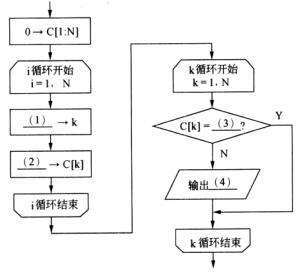 0→C[1:N]
i循环开始
i=1, N
(1) →k
(2) →C[k]
i循环结束
k循环开始
k=1, N
C[k]= (3) ?
Y
N
输出 (4)
k循环结束